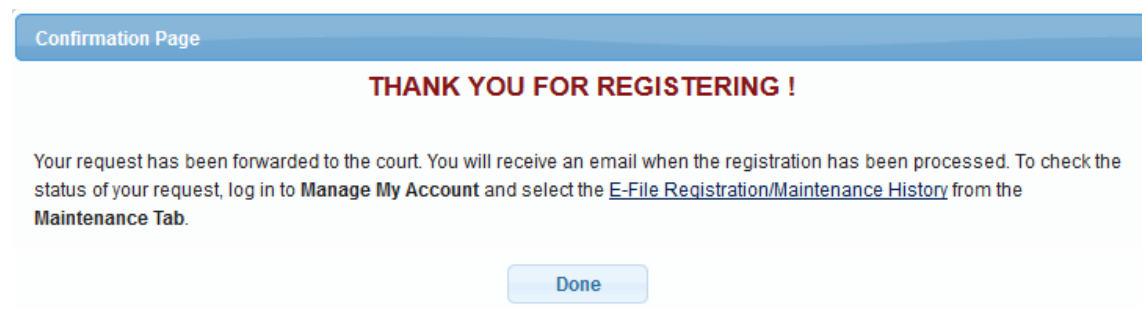 Confirmation Page
THANK YOU FOR REGISTERING !
Your request has been forwarded to the court. You will receive an email when the registration has been processed. To check the
status of your request, log in to Manage My Account and select the E-File Registration/Maintenance History from the
Maintenance Tab.
Done